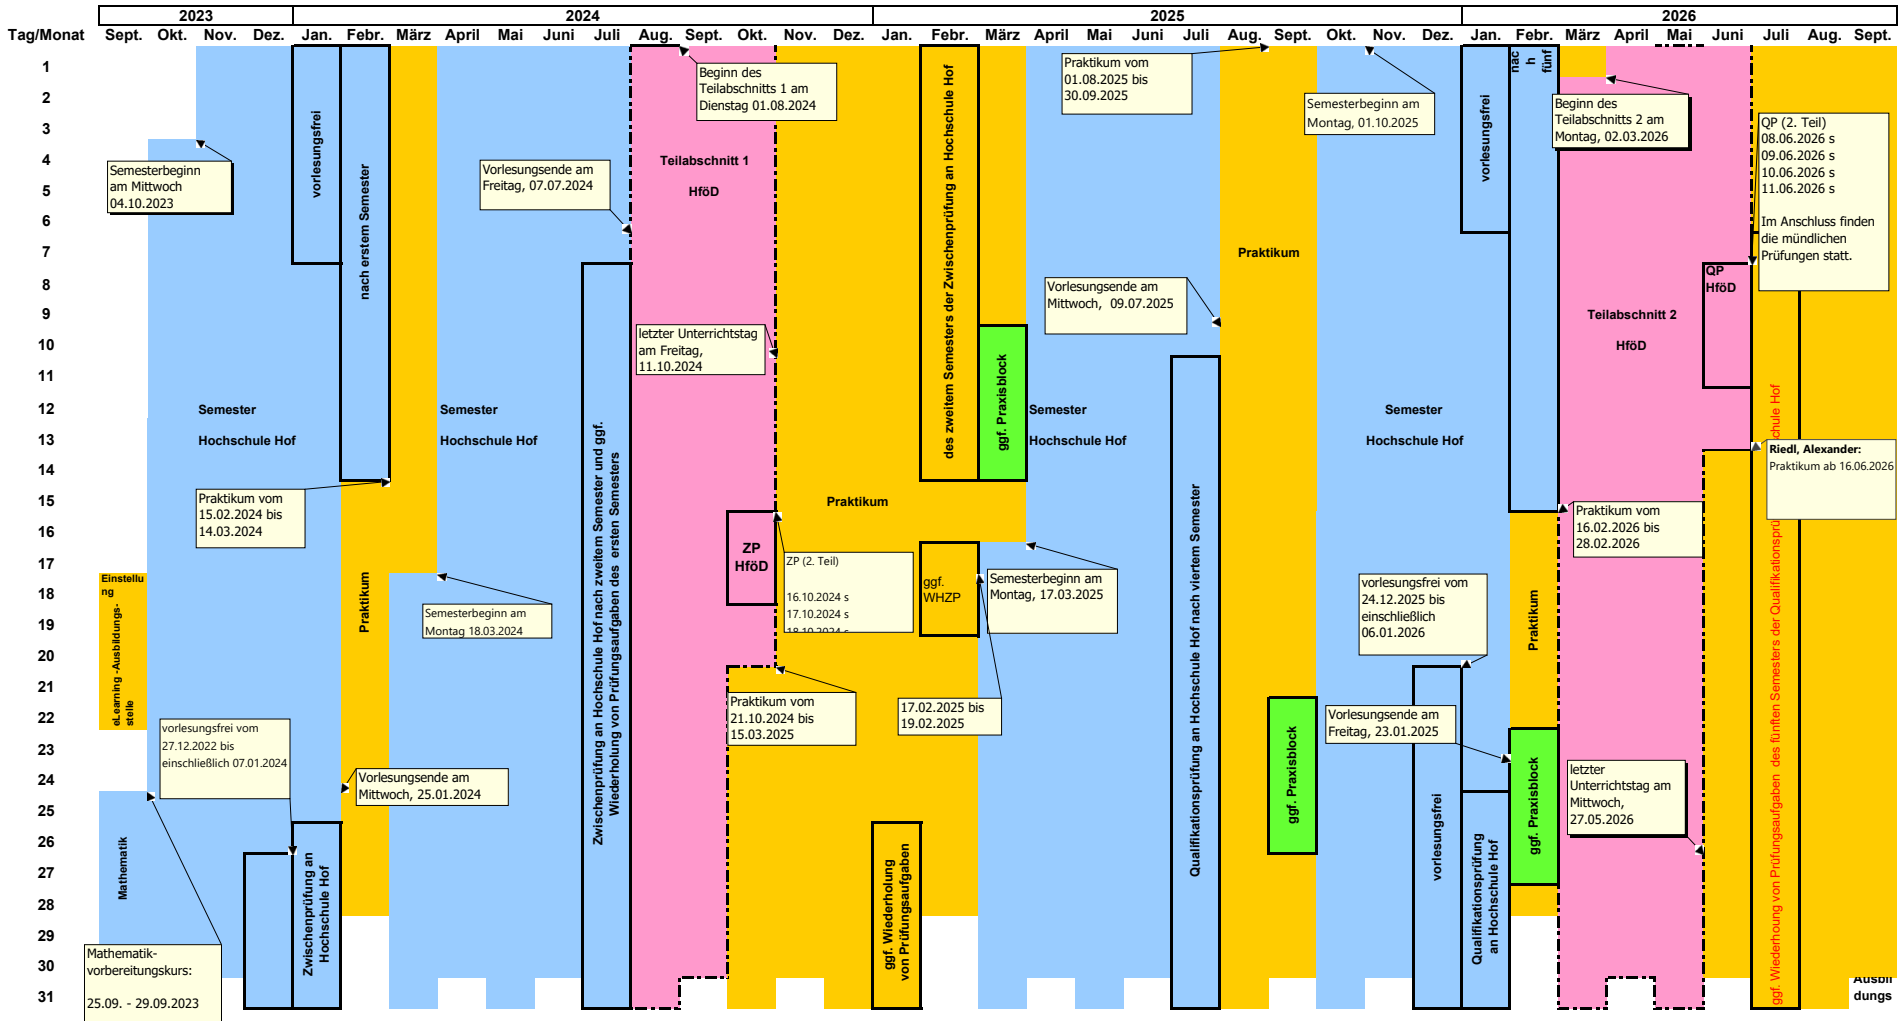 2023 2024 2025 2026
Tag/Monat Sept. Okt. Nov. Dez. Jan. Febr. März April Mai Juni Juli Aug. Sept. Okt. Nov. Dez. Jan. Febr. März April Mai Juni Juli Aug. Sept. Okt. Nov. Dez. Jan. Febr. März April Mai Juni Juli Aug. Sept.
1
2
3
4
5
6
7
8
9
10
11
12
13
14
15
16
17
18
19
20
21
22
23
24
25
26
27
28
29
30
31
Semesterbeginn
am Mittwoch
04.10.2023
Einstellu
ng
eLearning -Ausbildungs-
stelle
Mathematik
Mathematik-
vorbereitungskurs:
25.09. - 29.09.2023
Semester
Hochschule Hof
vorlesungsfrei vom
27.12.2022 bis
einschließlich 07.01.2024
vorlesungsfrei
Zwischenprüfung an
Hochschule Hof
nach erstem Semester
Praktikum vom
15.02.2024 bis
14.03.2024
Praktikum
Vorlesungsende am
Mittwoch, 25.01.2024
Semester
Hochschule Hof
Semesterbeginn am
Montag 18.03.2024
Vorlesungsende am
Freitag, 07.07.2024
Zwischenprüfung an Hochschule Hof nach zweitem Semester und ggf.
Wiederholung von Prüfungsaufgaben des ersten Semesters
Beginn des
Teilabschnitts 1 am
Dienstag 01.08.2024
Teilabschnitt 1
HföD
letzter Unterrichtstag
am Freitag,
11.10.2024
ZP
HföD
ZP (2. Teil)
16.10.2024 s
17.10.2024 s
18.10.2024 s
Praktikum vom
21.10.2024 bis
15.03.2025
Praktikum
ggf. Wiederholung
von Prüfungsaufgaben
des zweitem Semesters der Zwischenprüfung an Hochschule Hof
ggf.
WHZP
17.02.2025 bis
19.02.2025
ggf. Praxisblock
Semesterbeginn am
Montag, 17.03.2025
Semester
Hochschule Hof
Vorlesungsende am
Mittwoch, 09.07.2025
Qualifikationsprüfung an Hochschule Hof nach viertem Semester
Praktikum vom
01.08.2025 bis
30.09.2025
Praktikum
ggf. Praxisblock
Semesterbeginn am
Montag, 01.10.2025
Semester
Hochschule Hof
vorlesungsfrei vom
24.12.2025 bis
einschließlich
06.01.2026
vorlesungsfrei
vorlesungsfrei
Vorlesungsende am
Freitag, 23.01.2025
Qualifikationsprüfung
an Hochschule Hof
nac
h
fünf
Praktikum
ggf. Praxisblock
Praktikum vom
16.02.2026 bis
28.02.2026
Beginn des
Teilabschnitts 2 am
Montag, 02.03.2026
Teilabschnitt 2
HföD
letzter
Unterrichtstag am
Mittwoch,
27.05.2026
QP
HföD
QP (2. Teil)
08.06.2026 s
09.06.2026 s
10.06.2026 s
11.06.2026 s
Im Anschluss finden
die mündlichen
Prüfungen statt.
Riedl, Alexander:
Praktikum ab 16.06.2026
ggf. Wiederhoung von Prüfungsaufgaben des fünften Semesters der Qualifikationsprü chule Hof
Ausbil
dungs